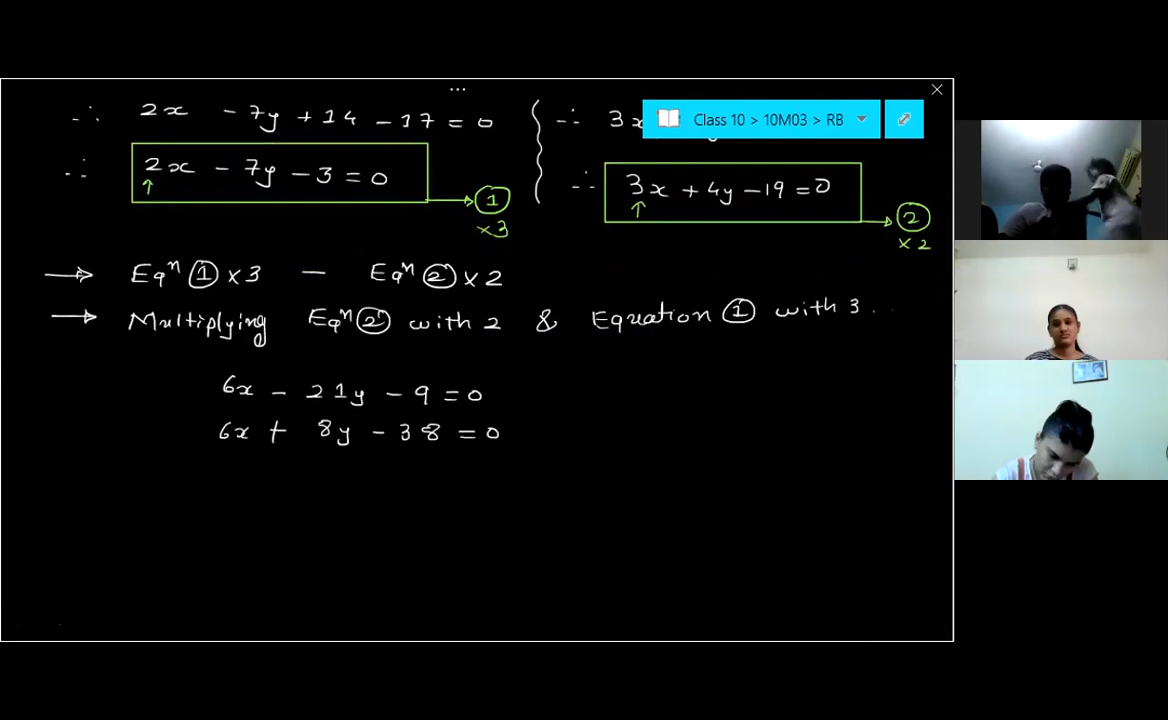 ∴ 2x - 7y + 14 - 17 = 0
∴ 2x - 7y - 3 = 0
↑ → ① ×3
∴ 3x
Class 10 > 10M03 > RB
∴ 3x + 4y - 19 = 0
↑ → ② ×2
→ Eqⁿ ① × 3 — Eqⁿ ② × 2
→ Multiplying Eqⁿ ② with 2 & Equation ① with 3 . .
6x - 21y - 9 = 0
6x + 8y - 38 = 0